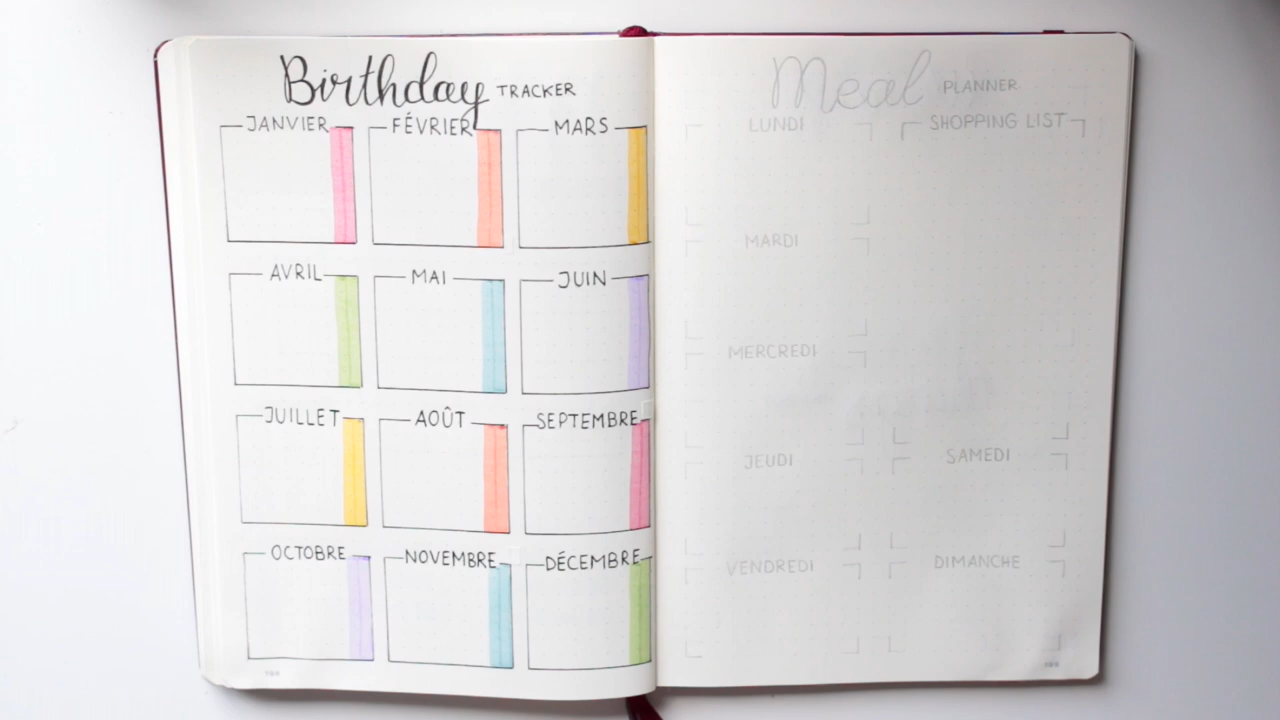 Birthday TRACKER
JANVIER FÉVRIER MARS
AVRIL MAI JUIN
JUILLET AOÛT SEPTEMBRE
OCTOBRE NOVEMBRE DÉCEMBRE
Meal PLANNER
LUNDI SHOPPING LIST
MARDI
MERCREDI
JEUDI SAMEDI
VENDREDI DIMANCHE